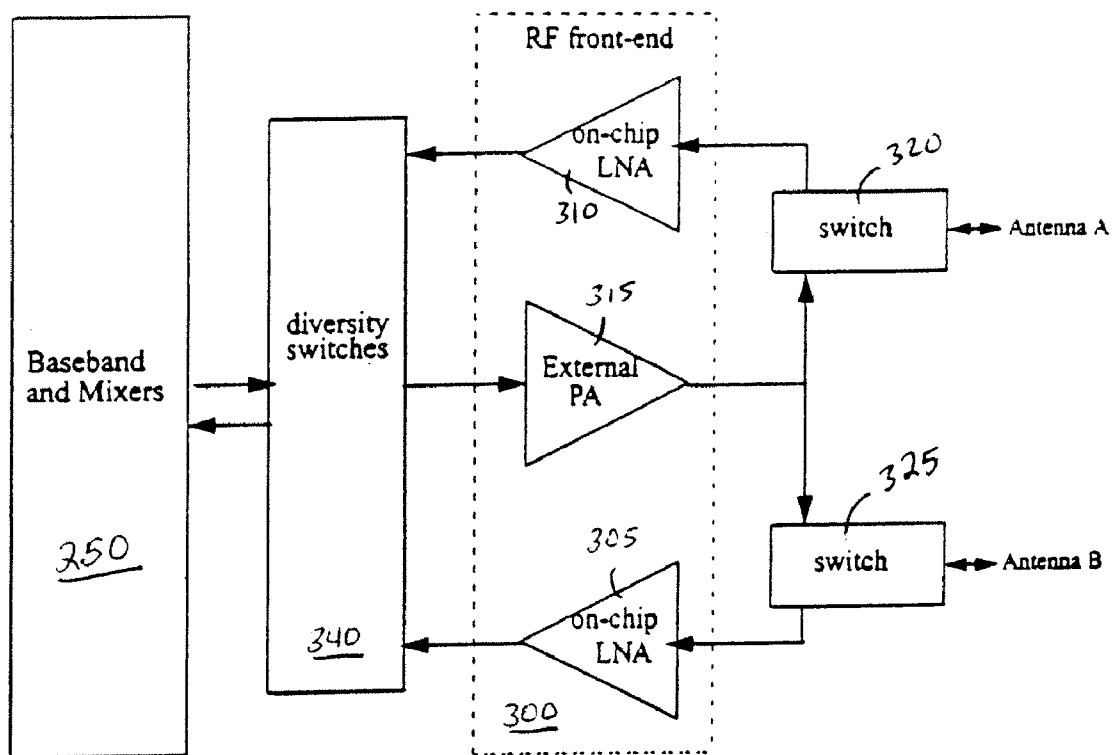 RF front-end
on-chip
LNA
310
320
switch
Antenna A
315
External
PA
diversity
switches
Baseband
and Mixers
325
switch
Antenna B
305
on-chip
LNA
250
340
300